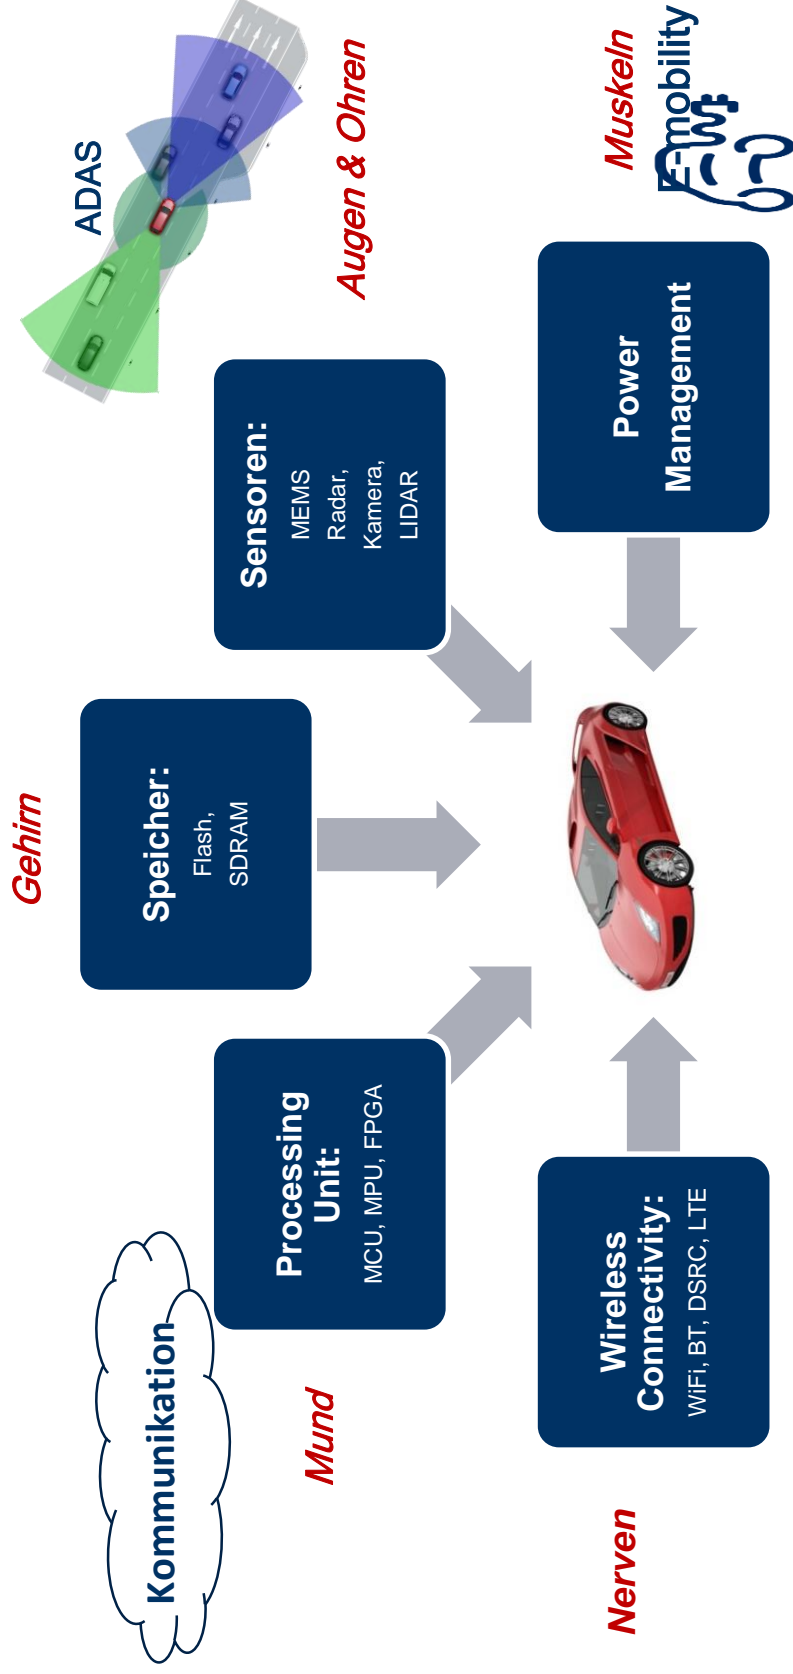 Gehirn
ADAS
Speicher:
Flash,
SDRAM
Kommunikation
Mund
Processing
Unit:
MCU, MPU, FPGA
Sensoren:
MEMS
Radar,
Kamera,
LIDAR
Augen & Ohren
Nerven
Wireless
Connectivity:
WiFi, BT, DSRC, LTE
Power
Management
Muskeln
E-mobility